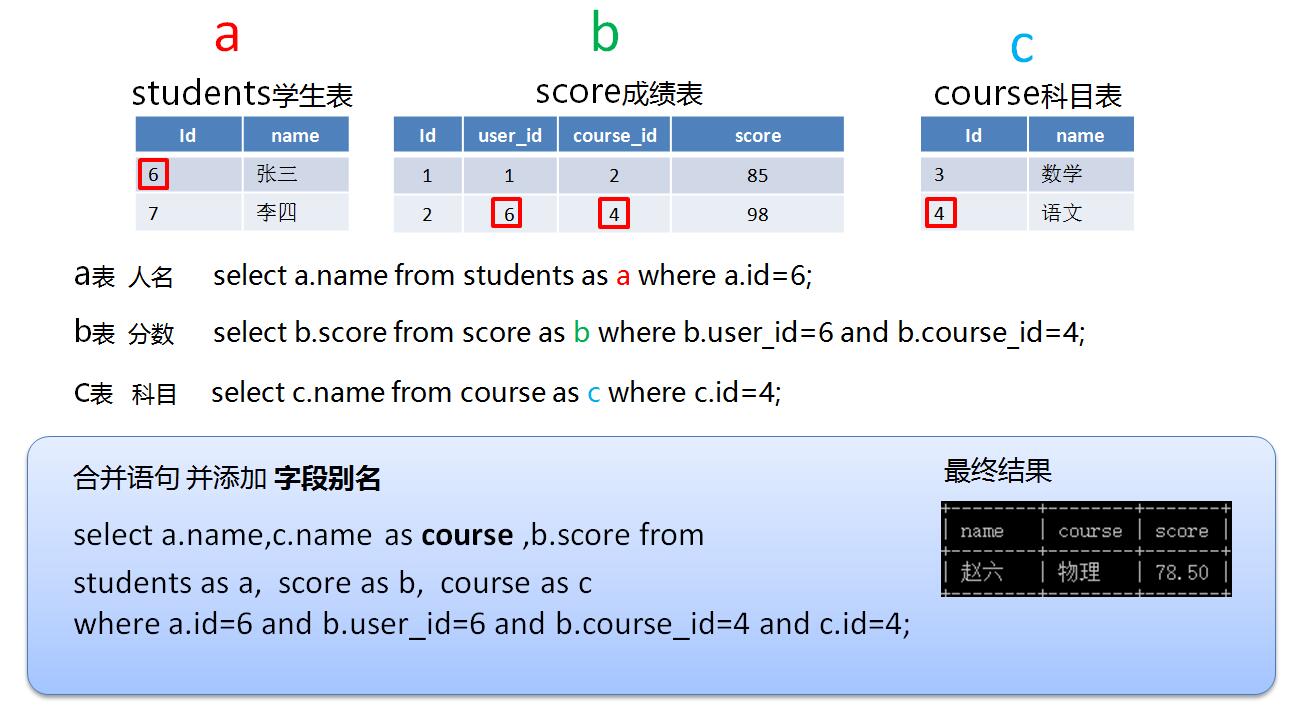 a
b
c
students学生表
score成绩表
course科目表
Id name
6 张三
7 李四
Id user_id course_id score
1 1 2 85
2 6 4 98
Id name
3 数学
4 语文
a表 人名 select a.name from students as a where a.id=6;
b表 分数 select b.score from score as b where b.user_id=6 and b.course_id=4;
C表 科目 select c.name from course as c where c.id=4;
合并语句 并添加 字段别名
select a.name,c.name as course ,b.score from
students as a, score as b, course as c
where a.id=6 and b.user_id=6 and b.course_id=4 and c.id=4;
最终结果
+--------+--------+-------+
| name | course | score |
+--------+--------+-------+
| 赵六 | 物理 | 78.50 |
+--------+--------+-------+